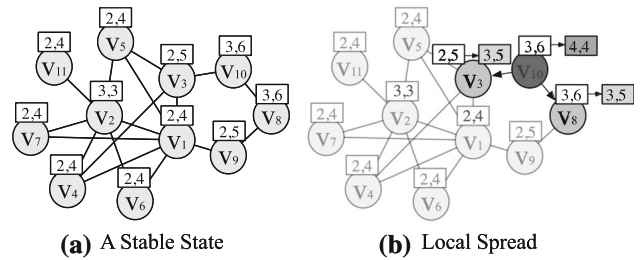 2,4
V5
2,4
V11
2,5
V3
3,6
V10
3,3
V2
3,6
V8
2,4
V7
2,4
V1
2,5
V9
2,4
V4
2,4
V6
(a) A Stable State
2,4
V5
2,4
V11
2,5
3,5
V3
3,6
4,4
V10
3,3
V2
3,6
3,5
V8
2,4
V7
2,4
V1
2,5
V9
2,4
V4
2,4
V6
(b) Local Spread